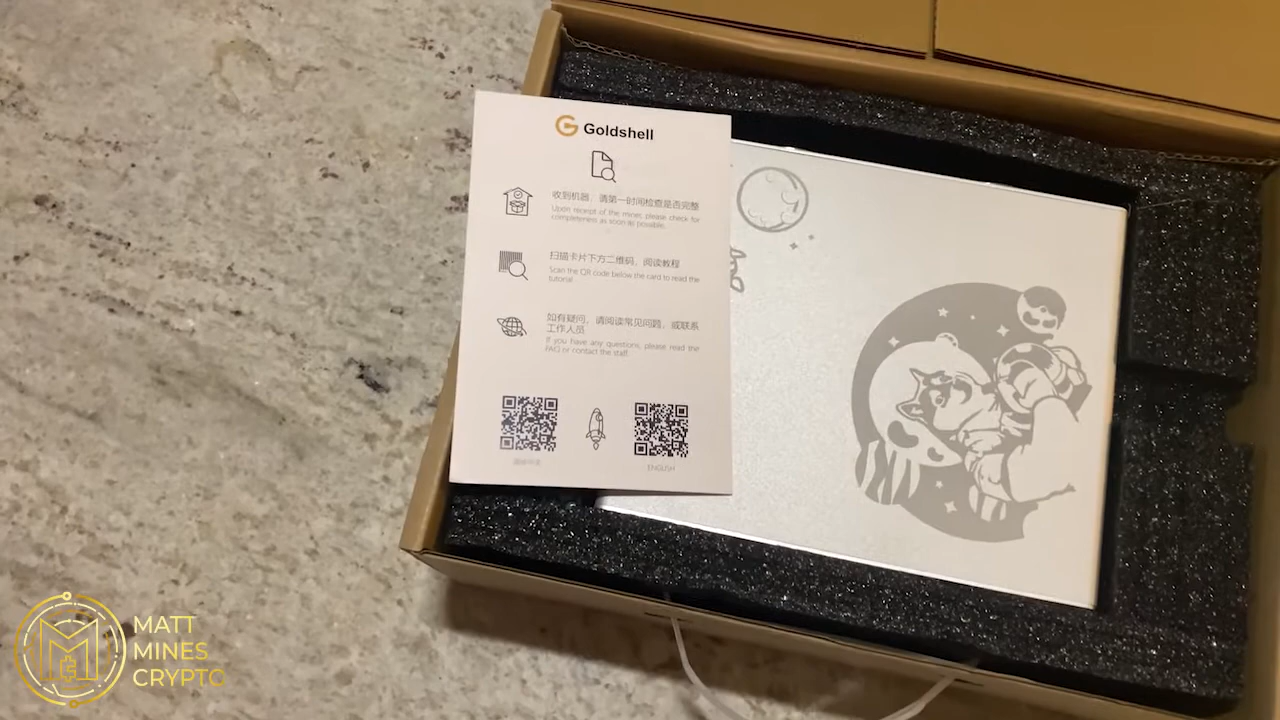 Goldshell
收到机器，请第一时间检查是否完整
Upon receipt of the miner, please check for
completeness as soon as possible.
扫描卡片下方二维码，阅读教程
Scan the QR code below the card to read the
tutorial
如有疑问，请阅读常见问题，或联系
工作人员
If you have any questions, please read the
FAQ or contact the staff.
ENGLISH
MATT
MINES
CRYPTO